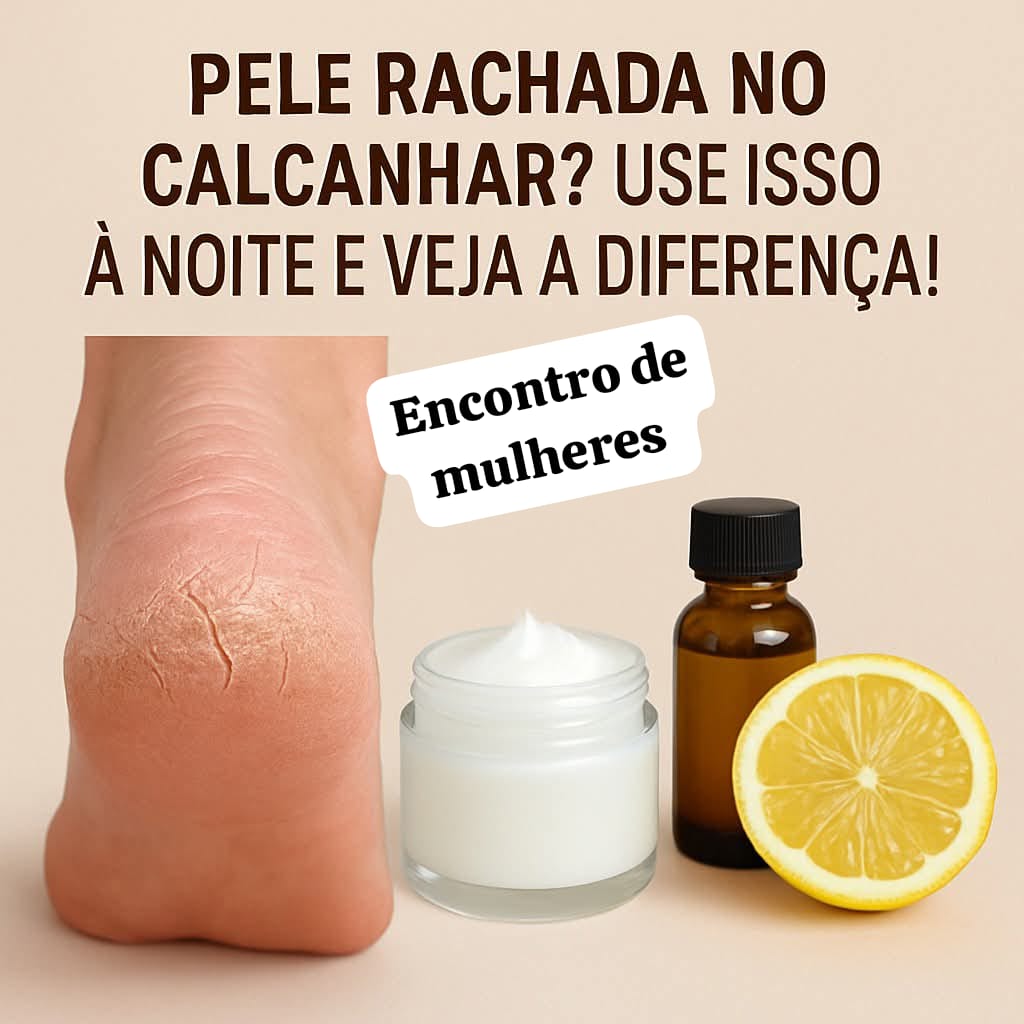 PELE RACHADA NO
CALCANHAR? USE ISSO
À NOITE E VEJA A DIFERENÇA!
Encontro de
mulheres